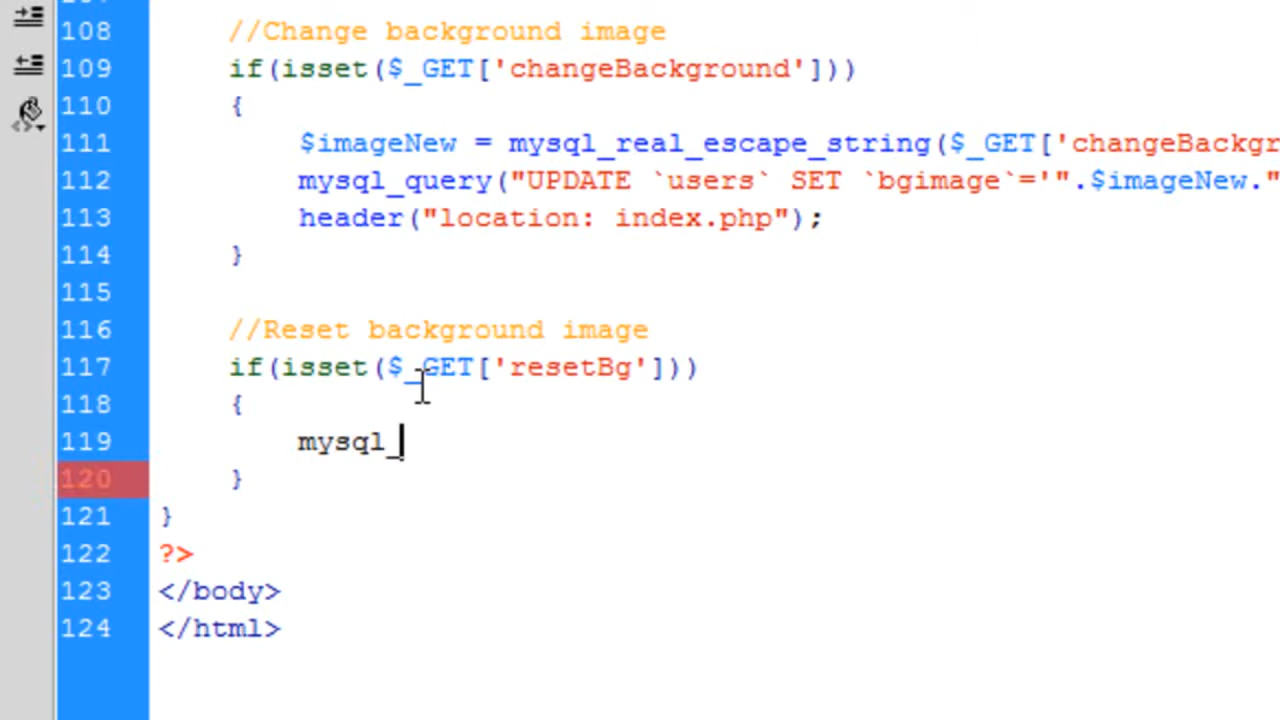 108 //Change background image
109 if(isset($_GET['changeBackground']))
110 {
111 $imageNew = mysql_real_escape_string($_GET['changeBackgr
112 mysql_query("UPDATE `users` SET `bgimage`='".$imageNew."
113 header("location: index.php");
114 }
115
116 //Reset background image
117 if(isset($_GET['resetBg']))
118 {
119 mysql_
120 }
121 }
122 ?>
123 </body>
124 </html>